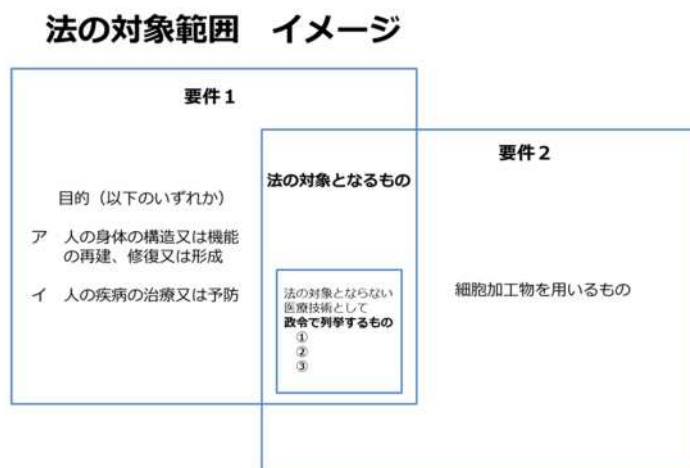 法の対象範囲　イメージ
要件１
目的（以下のいずれか）
ア　人の身体の構造又は機能
の再建、修復又は形成
イ　人の疾病の治療又は予防
法の対象となるもの
法の対象とならない
医療技術として
政令で列挙するもの
①
②
③
要件２
細胞加工物を用いるもの